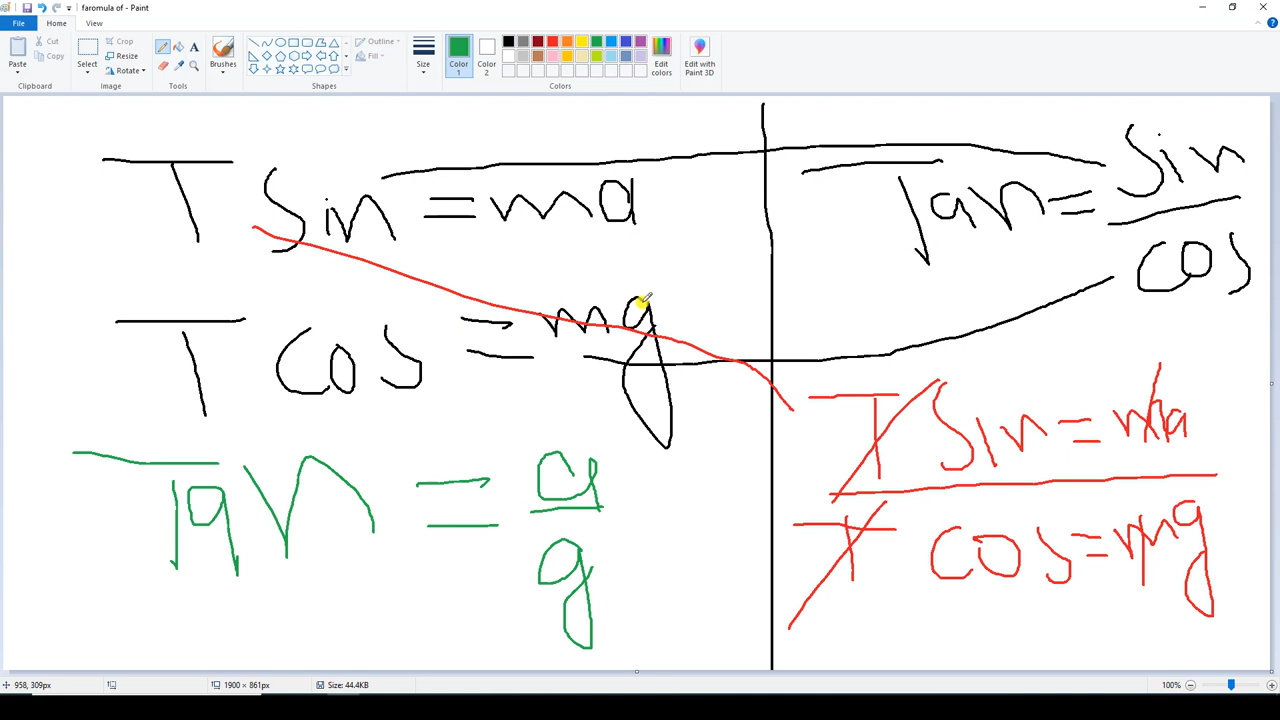 faromula of - Paint
File Home View
Paste Cut Copy Clipboard
Select Crop Resize Rotate Image
Tools
Brushes
Outline Fill Shapes
Size
Color 1 Color 2 Edit colors Colors
Edit with Paint 3D
T Sin = ma
T cos = mg
Tan = a/g
Tan = Sin/cos
T Sin = ma
T cos = mg
958, 309px 1900 × 861px Size: 44.4KB 100%